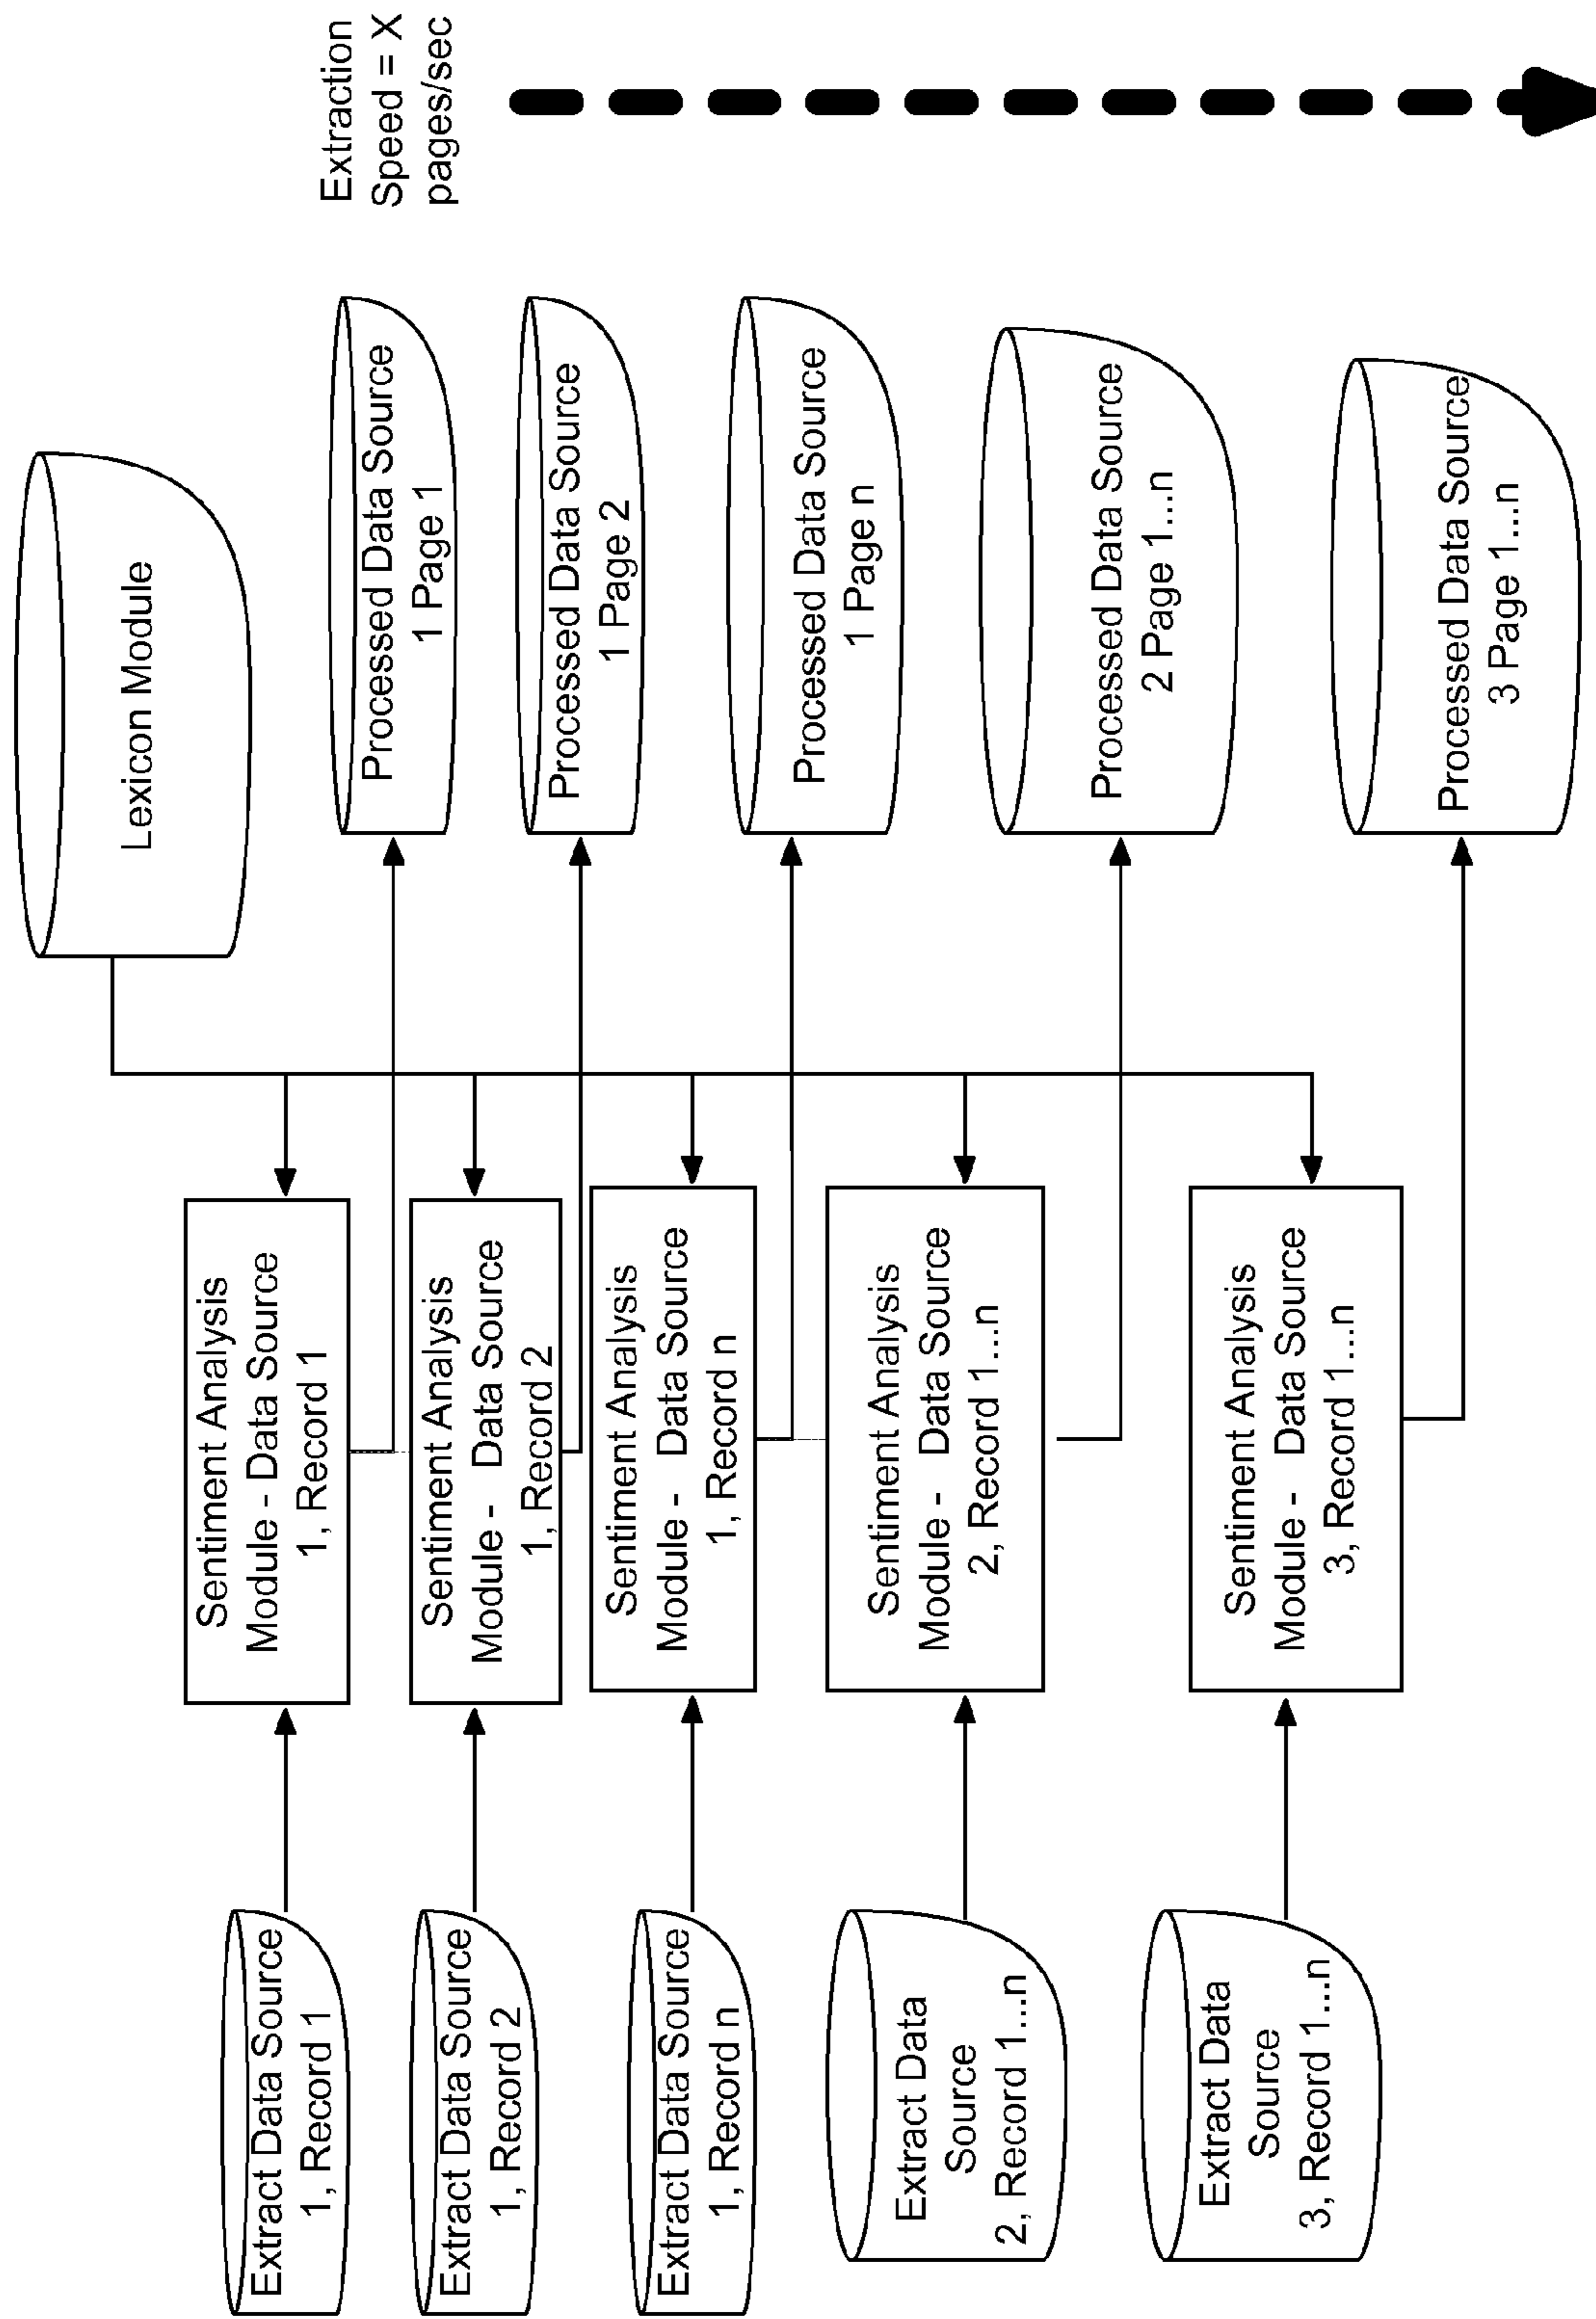 Lexicon Module
Extract Data Source
1, Record 1
Sentiment Analysis
Module - Data Source
1, Record 1
Processed Data Source
1 Page 1
Extraction
Speed = X
pages/sec
Extract Data Source
1, Record 2
Sentiment Analysis
Module - Data Source
1, Record 2
Processed Data Source
1 Page 2
Extract Data Source
1, Record n
Sentiment Analysis
Module - Data Source
1, Record n
Processed Data Source
1 Page n
Extract Data
Source
2, Record 1...n
Sentiment Analysis
Module - Data Source
2, Record 1...n
Processed Data Source
2 Page 1...n
Extract Data
Source
3, Record 1...n
Sentiment Analysis
Module - Data Source
3, Record 1...n
Processed Data Source
3 Page 1...n